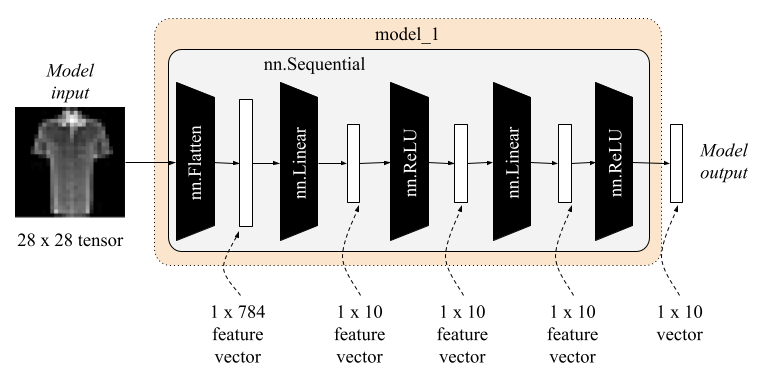 model_1
nn.Sequential
Model
input
28 x 28 tensor
nn.Flatten
nn.Linear
nn.ReLU
nn.Linear
nn.ReLU
Model
output
1 x 784
feature
vector
1 x 10
feature
vector
1 x 10
feature
vector
1 x 10
feature
vector
1 x 10
vector